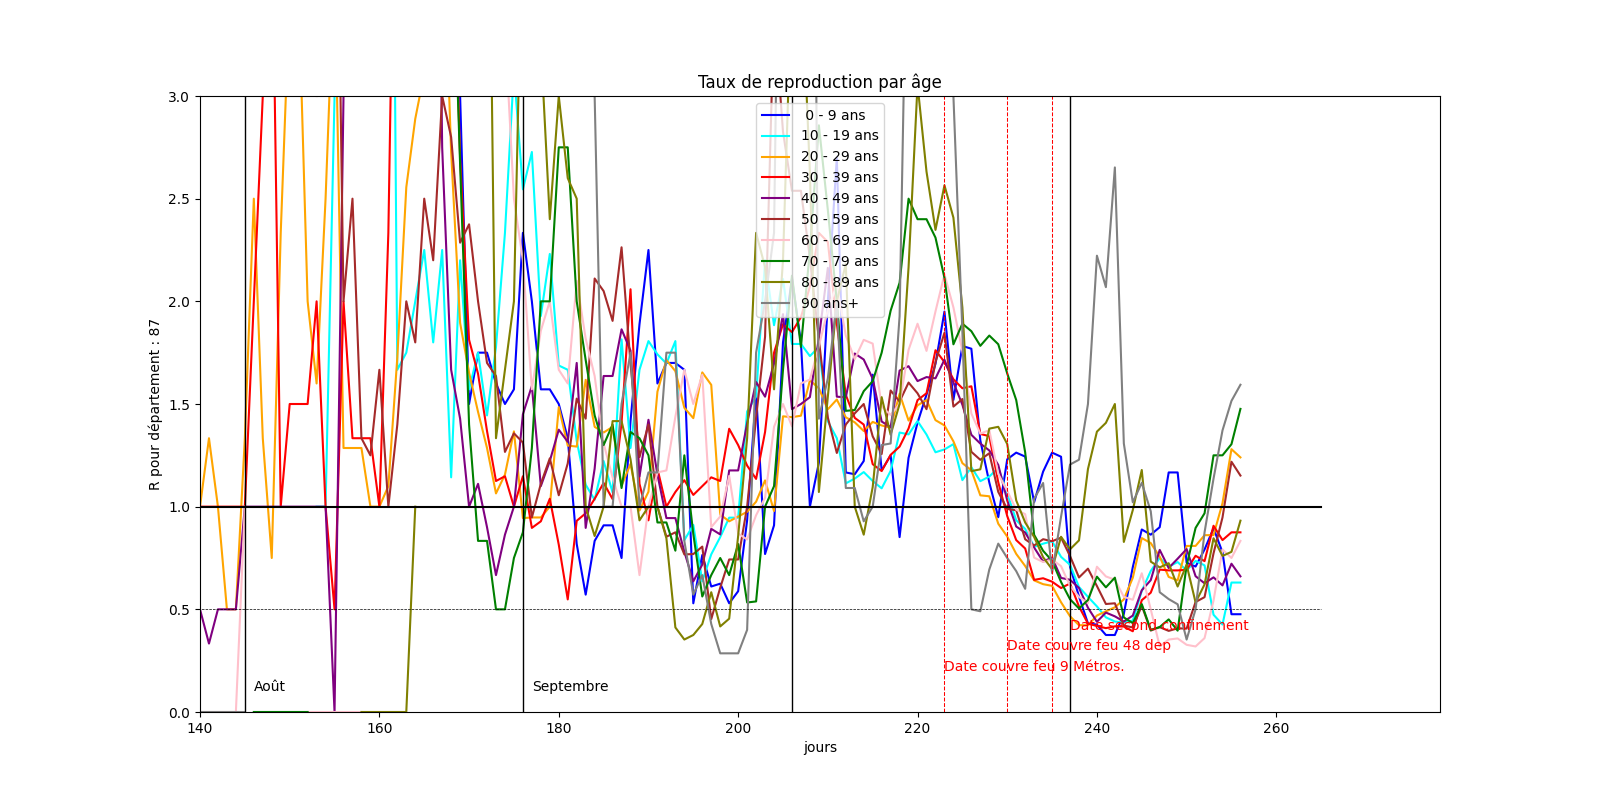 Taux de reproduction par âge
3.0
2.5
2.0
1.5
1.0
0.5
0.0
R pour département : 87
0 - 9 ans
10 - 19 ans
20 - 29 ans
30 - 39 ans
40 - 49 ans
50 - 59 ans
60 - 69 ans
70 - 79 ans
80 - 89 ans
90 ans+
Date second confinement
Date couvre feu 48 dep
Date couvre feu 9 Métros.
Août
Septembre
140
160
180
200
220
240
260
jours